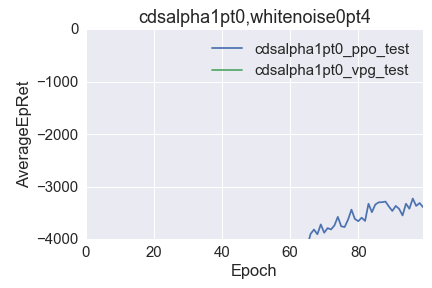 cdsalpha1pt0,whitenoise0pt4
cdsalpha1pt0_ppo_test
cdsalpha1pt0_vpg_test
0
−1000
−2000
−3000
−4000
AverageEpRet
0 20 40 60 80
Epoch